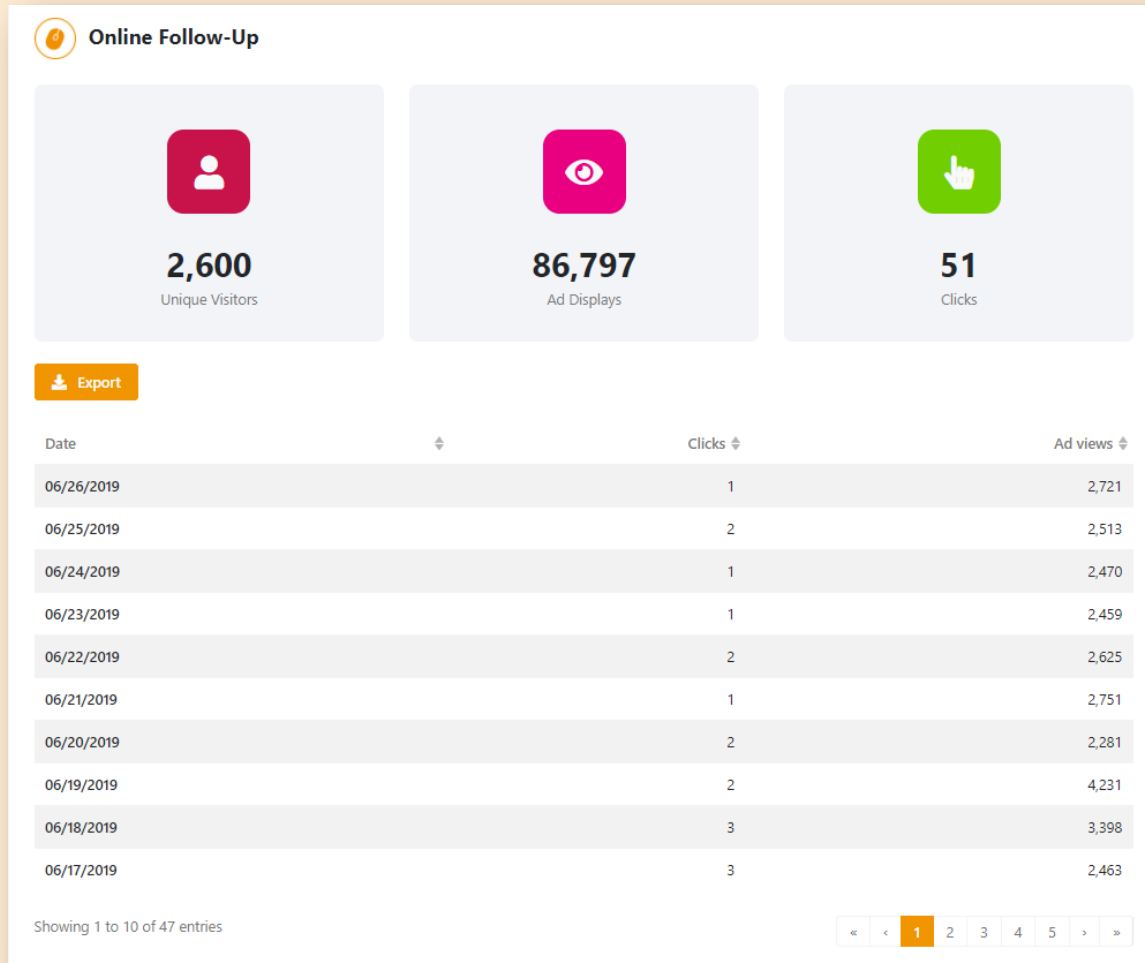 Online Follow-Up
2,600 86,797 51
Unique Visitors Ad Displays Clicks
Export
Date Clicks Ad views
06/26/2019 1 2,721
06/25/2019 2 2,513
06/24/2019 1 2,470
06/23/2019 1 2,459
06/22/2019 2 2,625
06/21/2019 1 2,751
06/20/2019 2 2,281
06/19/2019 2 4,231
06/18/2019 3 3,398
06/17/2019 3 2,463
Showing 1 to 10 of 47 entries « ‹ 1 2 3 4 5 › »